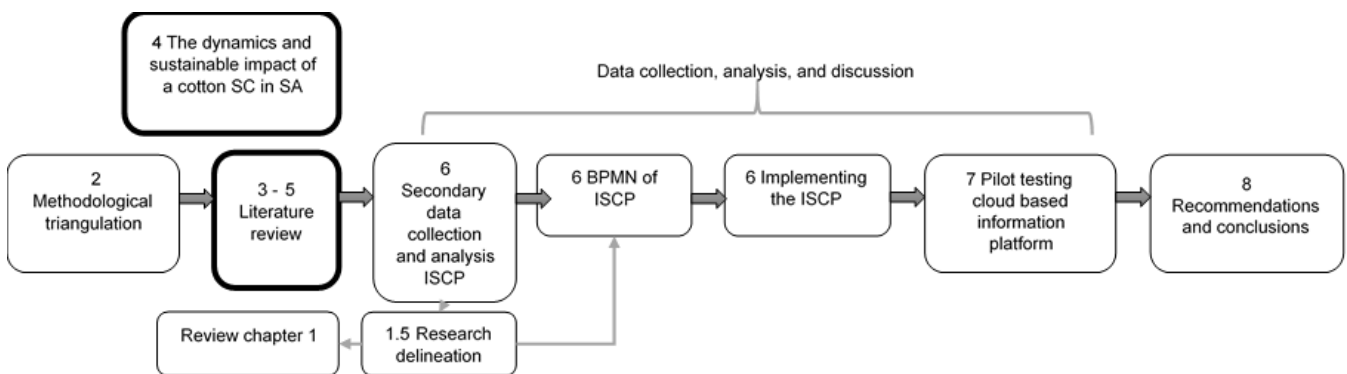 4 The dynamics and
sustainable impact of
a cotton SC in SA
Data collection, analysis, and discussion
2
Methodological
triangulation
3 - 5
Literature
review
6
Secondary
data
collection
and analysis
ISCP
6 BPMN of
ISCP
6 Implementing
the ISCP
7 Pilot testing
cloud based
information
platform
8
Recommendations
and conclusions
Review chapter 1
1.5 Research
delineation